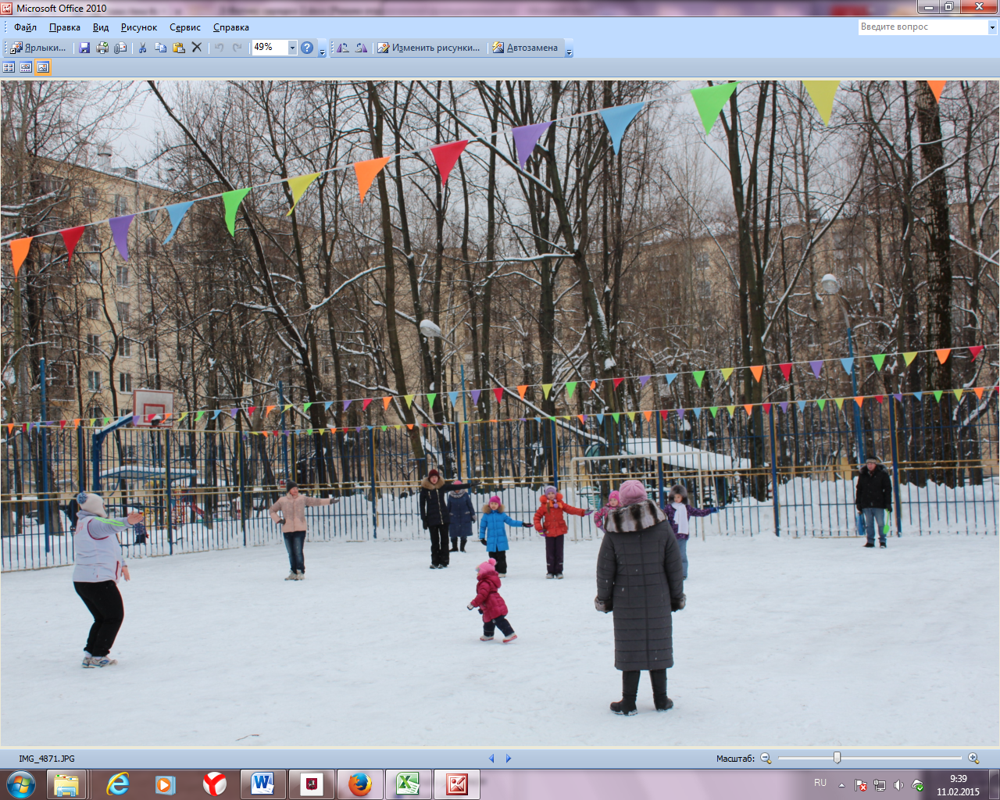 Microsoft Office 2010
Файл Правка Вид Рисунок Сервис Справка
Введите вопрос
Ярлыки... 49% Изменить рисунки... Автозамена
IMG_4871.JPG
Масштаб:
RU
9:39
11.02.2015